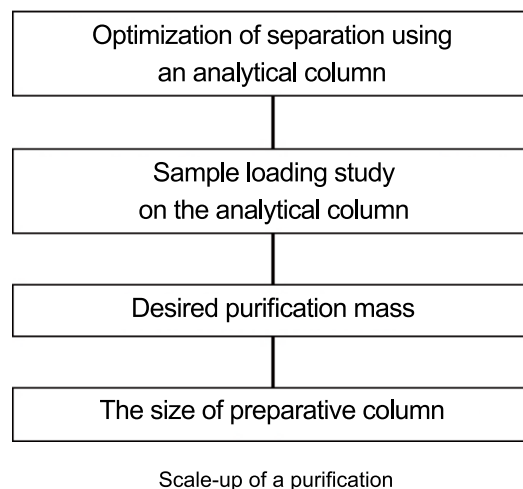 Optimization of separation using
an analytical column
Sample loading study
on the analytical column
Desired purification mass
The size of preparative column
Scale-up of a purification